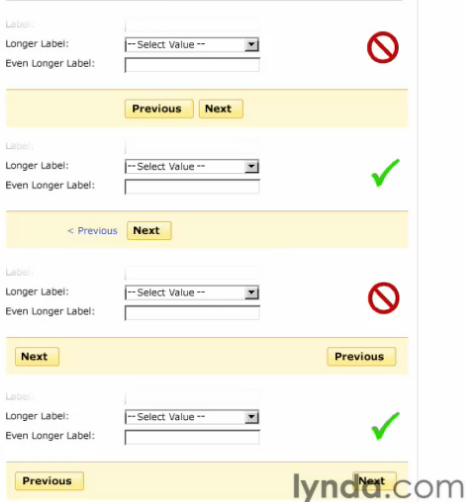 Label:
Longer Label:
-- Select Value --
Even Longer Label:
Previous Next
Label:
Longer Label:
-- Select Value --
Even Longer Label:
< Previous Next
Label:
Longer Label:
-- Select Value --
Even Longer Label:
Next Previous
Label:
Longer Label:
-- Select Value --
Even Longer Label:
Previous Next
lynda.com